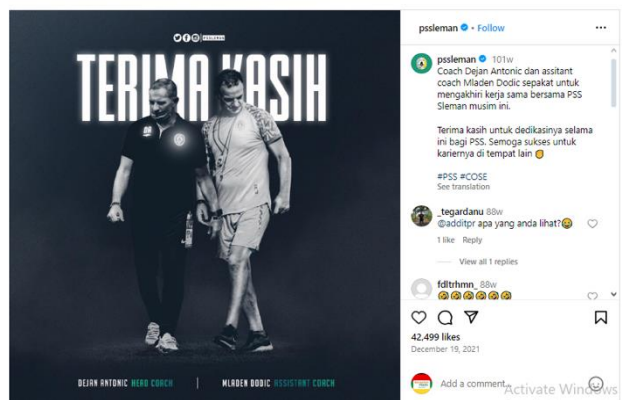 PSSLEMAN
TERIMA KASIH
DA
DEJAN ANTONIC HEAD COACH | MLADEN DODIC ASSISTANT COACH
pssleman • Follow
pssleman 101w
Coach Dejan Antonic dan assitant
coach Mladen Dodic sepakat untuk
mengakhiri kerja sama bersama PSS
Sleman musim ini.
Terima kasih untuk dedikasinya selama
ini bagi PSS. Semoga sukses untuk
kariernya di tempat lain
#PSS #COSE
See translation
_tegardanu 88w
@additpr apa yang anda lihat?
1 like Reply
View all 1 replies
fdltrhmn_ 88w
42,499 likes
December 19, 2021
Add a comment...
Activate Windows